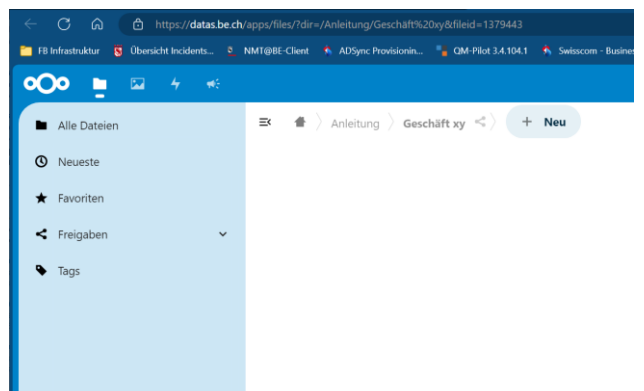 https://datas.be.ch/apps/files/?dir=/Anleitung/Geschäft%20xy&fileid=1379443
FB Infrastruktur Übersicht Incidents... NMT@BE-Client ADSync Provisionin... QM-Pilot 3.4.104.1 Swisscom - Busine
Alle Dateien
Anleitung Geschäft xy + Neu
Neueste
Favoriten
Freigaben
Tags